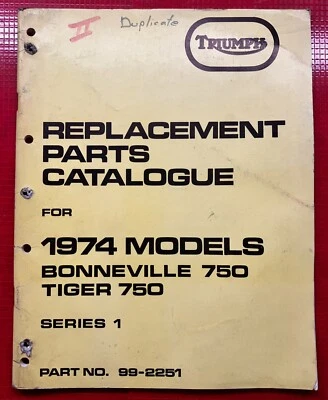 II Duplicate
TRIUMPH
REPLACEMENT
PARTS
CATALOGUE
FOR
1974 MODELS
BONNEVILLE 750
TIGER 750
SERIES 1
PART NO. 99-2251